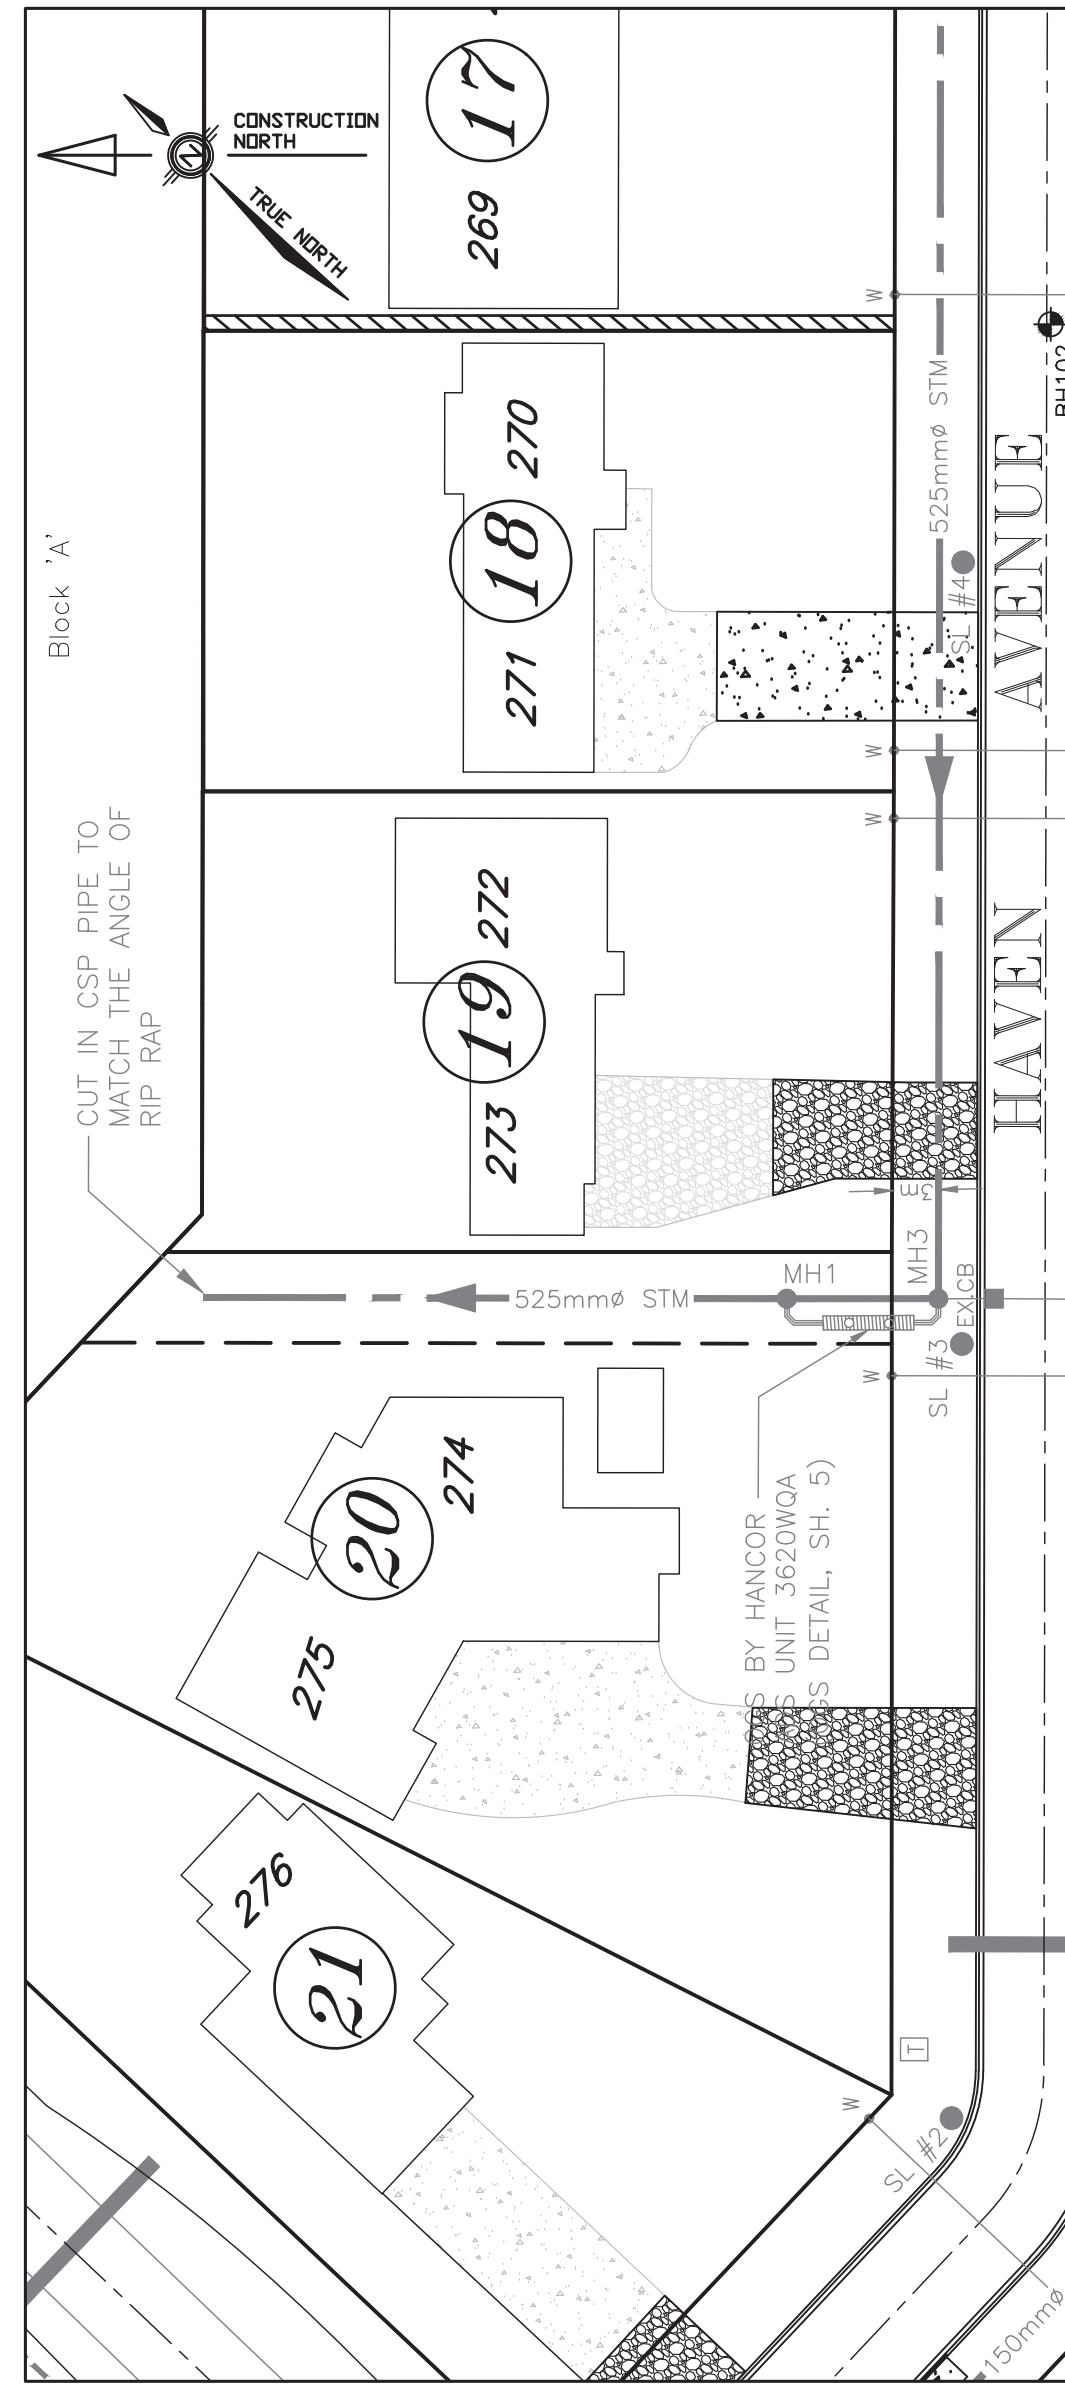 CONSTRUCTION
NORTH
N
TRUE NORTH
17
269
W
525mmø STM
BH102
270
18
271
Block 'A'
SL #4
HAVEN AVENUE
W
W
CUT IN CSP PIPE TO
MATCH THE ANGLE OF
RIP RAP
272
19
273
3m
MH1
MH3
525mmø STM
EX.CB
SL #3
W
274
20
275
BY HANCOR
UNIT 3620WQA
DETAIL, SH. 5)
276
21
T
W
SL #2
150mmø